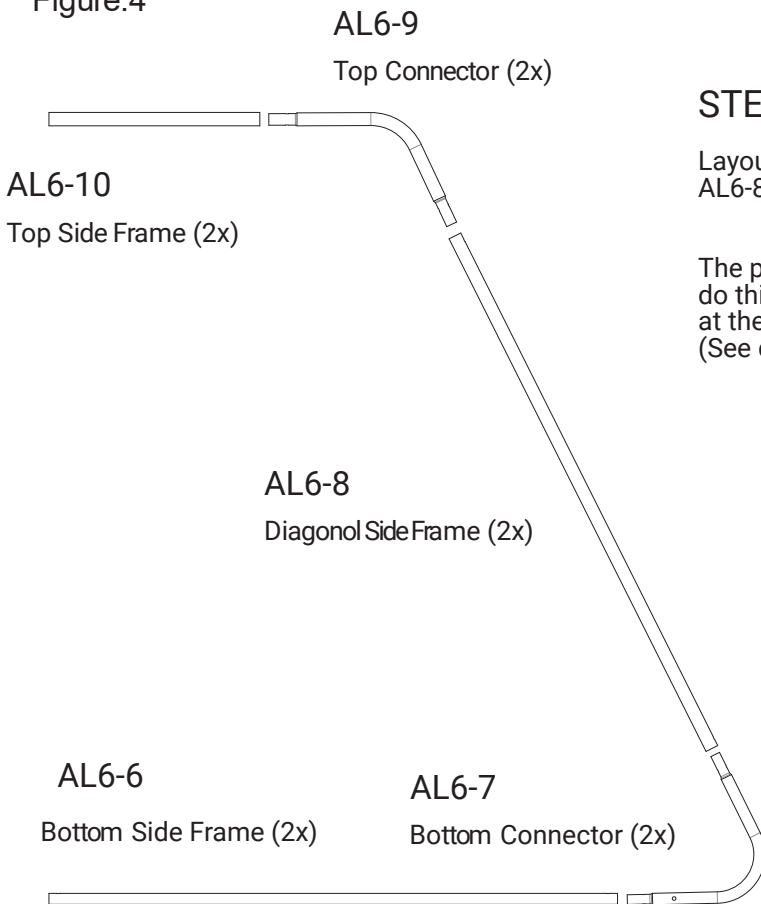 Figure:4
AL6-9
Top Connector (2x)
AL6-10
Top Side Frame (2x)
AL6-8
Diagonol Side Frame (2x)
AL6-6
Bottom Side Frame (2x)
AL6-7
Bottom Connector (2x)
STE
Layou
AL6-8
The p
do thi
at the
(See